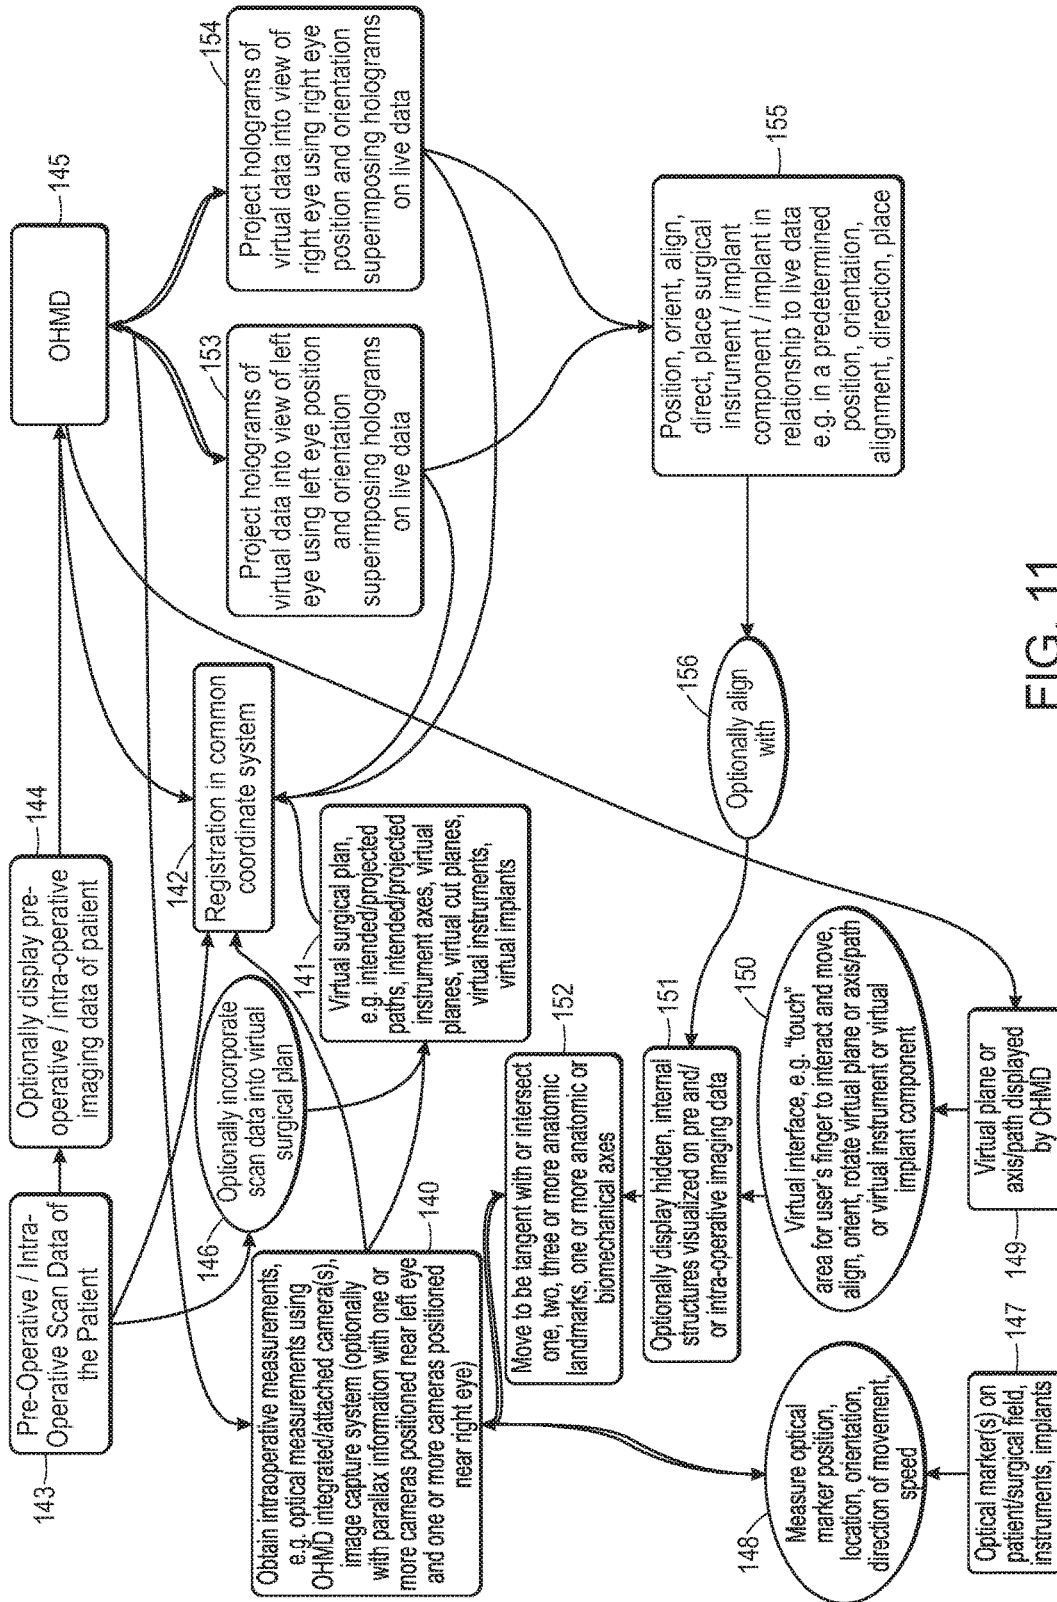 143
Pre-Operative / Intra-
Operative Scan Data of
the Patient
144
Optionally display pre-
operative / intra-operative
imaging data of patient
145
OHMD
146
Optionally incorporate
scan data into virtual
surgical plan
142
Registration in common
coordinate system
153
Project holograms of
virtual data into view of left
eye using left eye position
and orientation
superimposing holograms
on live data
154
Project holograms of
virtual data into view of
right eye using right eye
position and orientation
superimposing holograms
on live data
140
Obtain intraoperative measurements,
e.g. optical measurements using
OHMD integrated/attached camera(s),
image capture system (optionally
with parallax information with one or
more cameras positioned near left eye
and one or more cameras positioned
near right eye)
141
Virtual surgical plan,
e.g. intended/projected
paths, intended/projected
instrument axes, virtual
planes, virtual cut planes,
virtual instruments,
virtual implants
152
Move to be tangent with or intersect
one, two, three or more anatomic
landmarks, one or more anatomic or
biomechanical axes
151
Optionally display hidden, internal
structures visualized on pre and/
or intra-operative imaging data
156
Optionally align
with
155
Position, orient, align,
direct, place surgical
instrument / implant
component / implant in
relationship to live data
e.g. in a predetermined
position, orientation,
alignment, direction, place
148
Measure optical
marker position,
location, orientation,
direction of movement,
speed
150
Virtual interface, e.g. "touch"
area for user's finger to interact and move,
align, orient, rotate virtual plane or axis/path
or virtual instrument or virtual
implant component
147
Optical marker(s) on
patient/surgical field,
instruments, implants
149
Virtual plane or
axis/path displayed
by OHMD
FIG. 11